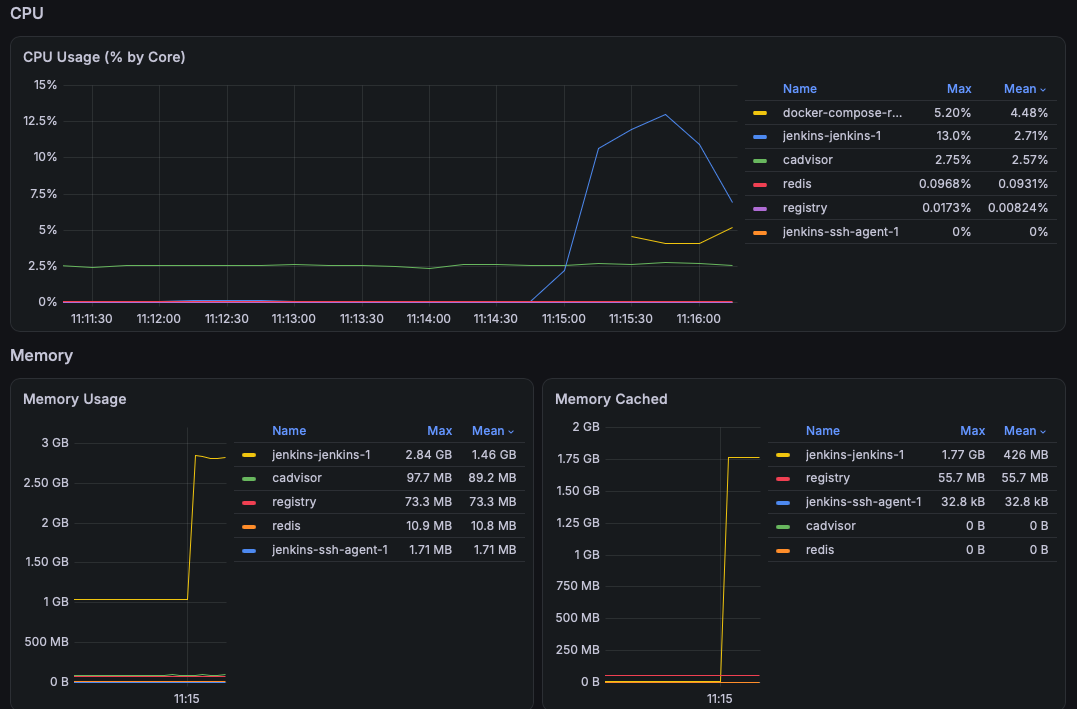 CPU
CPU Usage (% by Core)
15%
12.5%
10%
7.5%
5%
2.5%
0%
11:11:30 11:12:00 11:12:30 11:13:00 11:13:30 11:14:00 11:14:30 11:15:00 11:15:30 11:16:00
Name Max Mean
docker-compose-r... 5.20% 4.48%
jenkins-jenkins-1 13.0% 2.71%
cadvisor 2.75% 2.57%
redis 0.0968% 0.0931%
registry 0.0173% 0.00824%
jenkins-ssh-agent-1 0% 0%
Memory
Memory Usage
3 GB
2.50 GB
2 GB
1.50 GB
1 GB
500 MB
0 B
11:15
Name Max Mean
jenkins-jenkins-1 2.84 GB 1.46 GB
cadvisor 97.7 MB 89.2 MB
registry 73.3 MB 73.3 MB
redis 10.9 MB 10.8 MB
jenkins-ssh-agent-1 1.71 MB 1.71 MB
Memory Cached
2 GB
1.75 GB
1.50 GB
1.25 GB
1 GB
750 MB
500 MB
250 MB
0 B
11:15
Name Max Mean
jenkins-jenkins-1 1.77 GB 426 MB
registry 55.7 MB 55.7 MB
jenkins-ssh-agent-1 32.8 kB 32.8 kB
cadvisor 0 B 0 B
redis 0 B 0 B